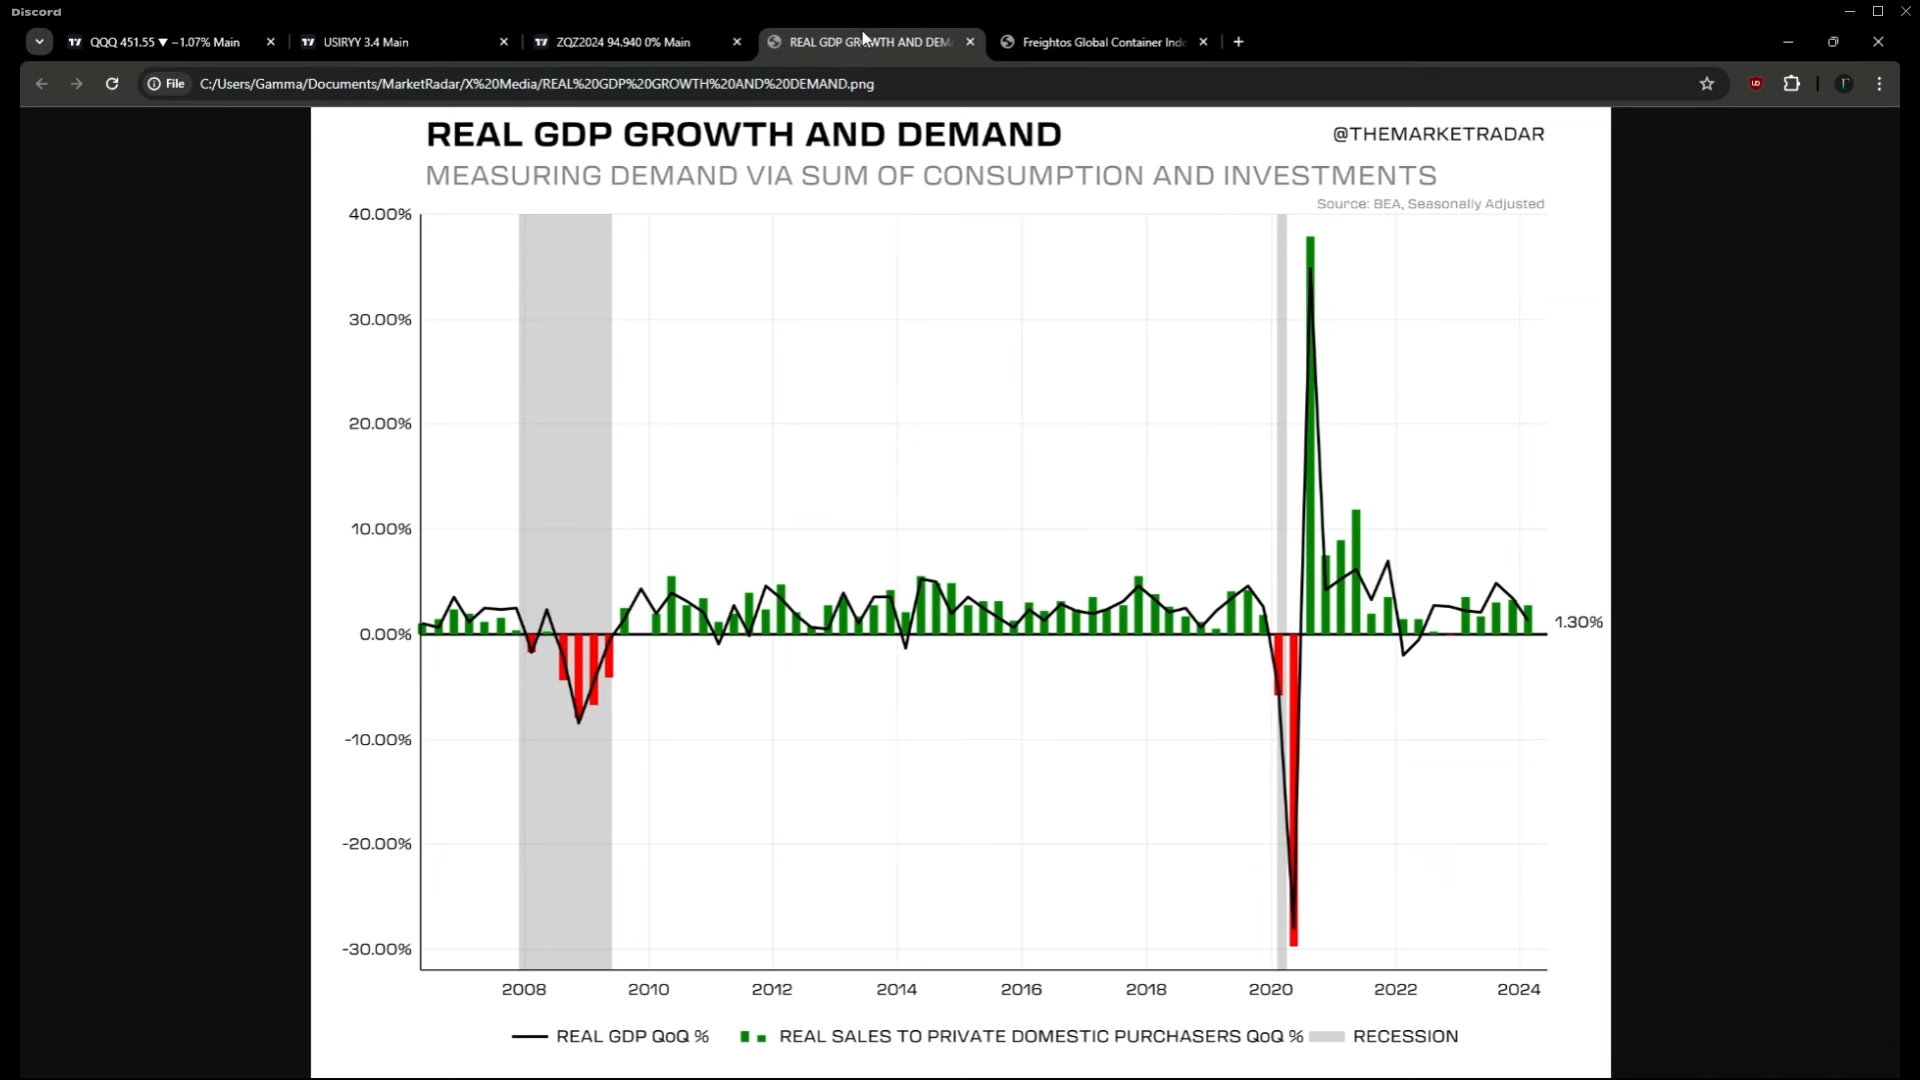 Discord
QQQ 451.55 ▼ −1.07% Main
USIRYY 3.4 Main
ZQZ2024 94.940 0% Main
REAL GDP GROWTH AND DEM
Freightos Global Container Inde
File
C:/Users/Gamma/Documents/MarketRadar/X%20Media/REAL%20GDP%20GROWTH%20AND%20DEMAND.png
REAL GDP GROWTH AND DEMAND
@THEMARKETRADAR
MEASURING DEMAND VIA SUM OF CONSUMPTION AND INVESTMENTS
Source: BEA, Seasonally Adjusted
40.00%
30.00%
20.00%
10.00%
0.00%
-10.00%
-20.00%
-30.00%
1.30%
2008 2010 2012 2014 2016 2018 2020 2022 2024
REAL GDP QoQ % REAL SALES TO PRIVATE DOMESTIC PURCHASERS QoQ % RECESSION